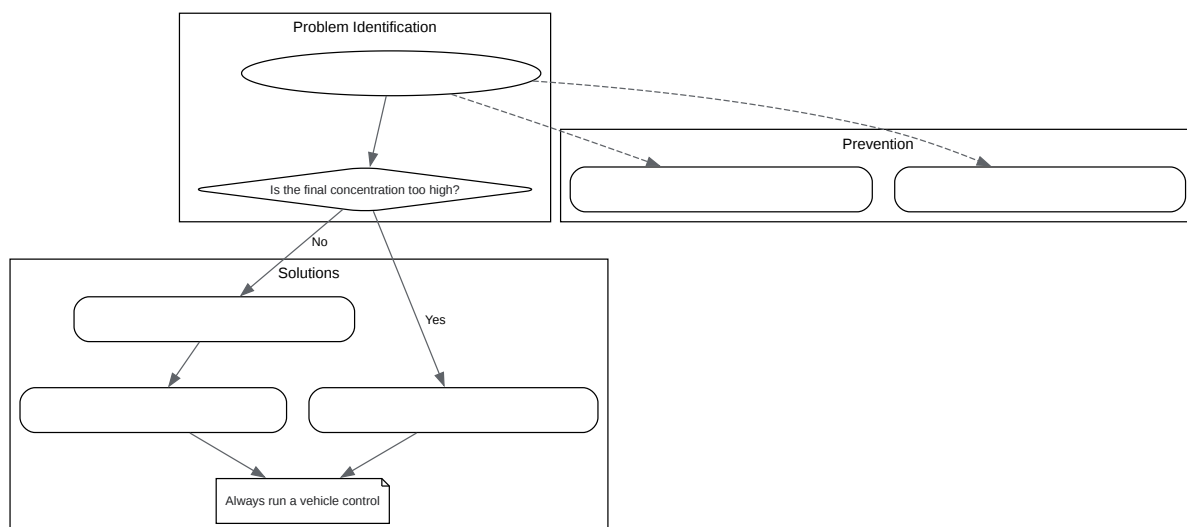 Problem Identification
Prevention
Is the final concentration too high?
No
Solutions
Yes
Always run a vehicle control